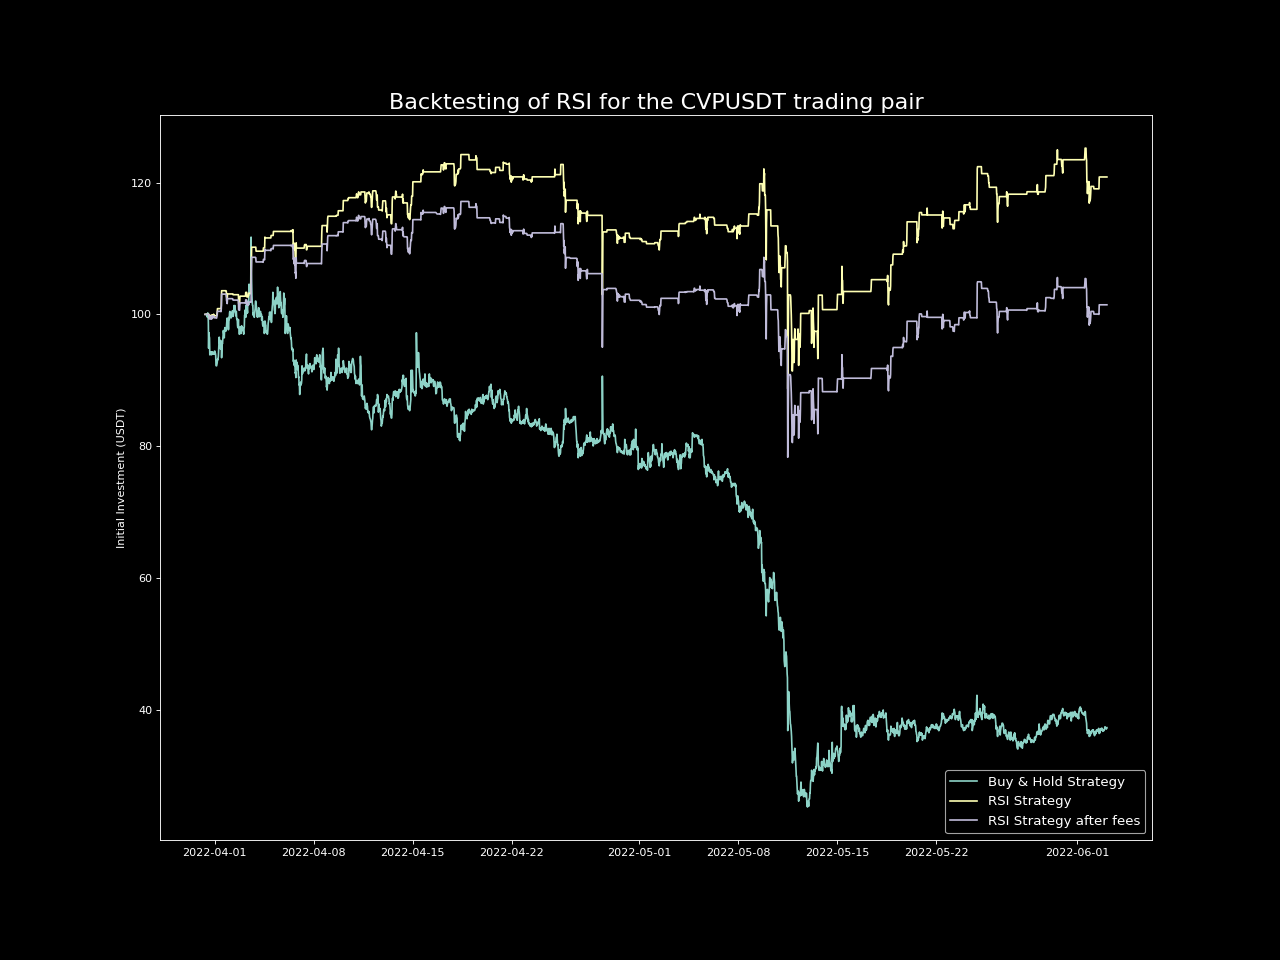 Backtesting of RSI for the CVPUSDT trading pair
120
100
80
60
40
Initial Investment (USDT)
2022-04-01 2022-04-08 2022-04-15 2022-04-22 2022-05-01 2022-05-08 2022-05-15 2022-05-22 2022-06-01
Buy & Hold Strategy
RSI Strategy
RSI Strategy after fees